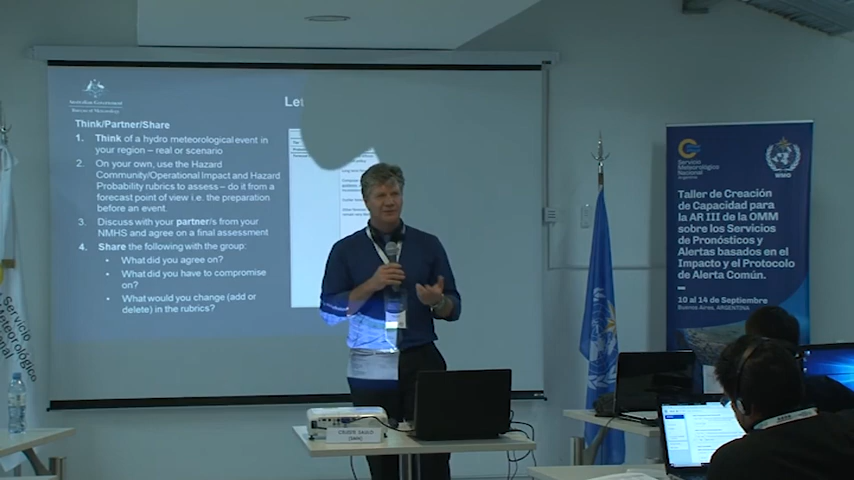 Australian Government
Bureau of Meteorology
Think/Partner/Share
1. Think of a hydro meteorological event in
your region – real or scenario
2. On your own, use the Hazard
Community/Operational Impact and Hazard
Probability rubrics to assess – do it from a
forecast point of view i.e. the preparation
before an event.
3. Discuss with your partner/s from your
NMHS and agree on a final assessment
4. Share the following with the group:
• What did you agree on?
• What did you have to compromise
on?
• What would you change (add or
delete) in the rubrics?
Servicio
Meteorológico
Nacional
Argentina
WMO
Taller de Creación
de Capacidad para
la AR III de la OMM
sobre los Servicios
de Pronósticos y
Alertas basados en el
Impacto y el Protocolo
de Alerta Común.
10 al 14 de Septiembre
Buenos Aires, ARGENTINA
Servicio
Meteorológico